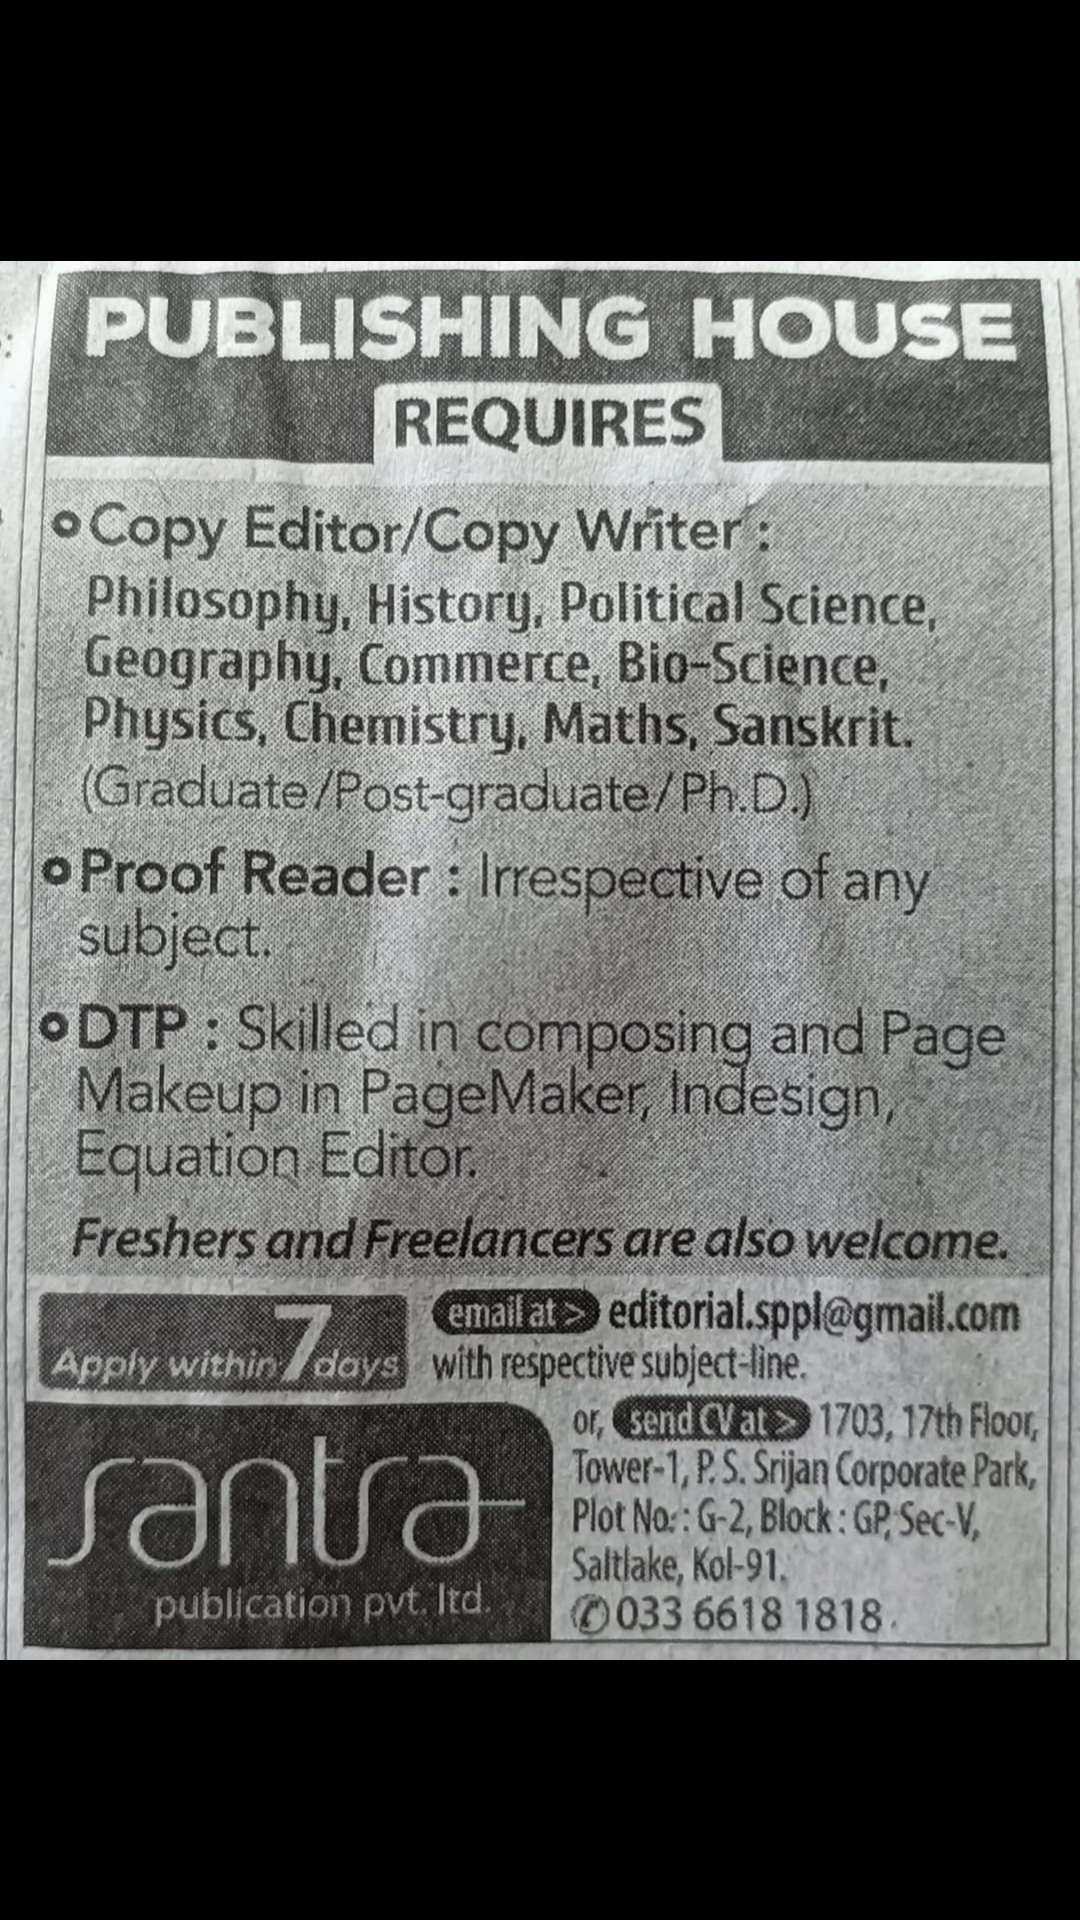 PUBLISHING HOUSE
REQUIRES
Copy Editor/Copy Writer :
Philosophy, History, Political Science,
Geography, Commerce, Bio-Science,
Physics, Chemistry, Maths, Sanskrit.
(Graduate/Post-graduate/Ph.D.)
Proof Reader : Irrespective of any
subject.
DTP : Skilled in composing and Page
Makeup in PageMaker, Indesign,
Equation Editor.
Freshers and Freelancers are also welcome.
Apply within 7 days
email at > editorial.sppl@gmail.com
with respective subject-line.
or, send CV at > 1703, 17th Floor,
Tower-1, P. S. Srijan Corporate Park,
Plot No. : G-2, Block : GP, Sec-V,
Saltlake, Kol-91.
✆ 033 6618 1818.
santra
publication pvt. ltd.